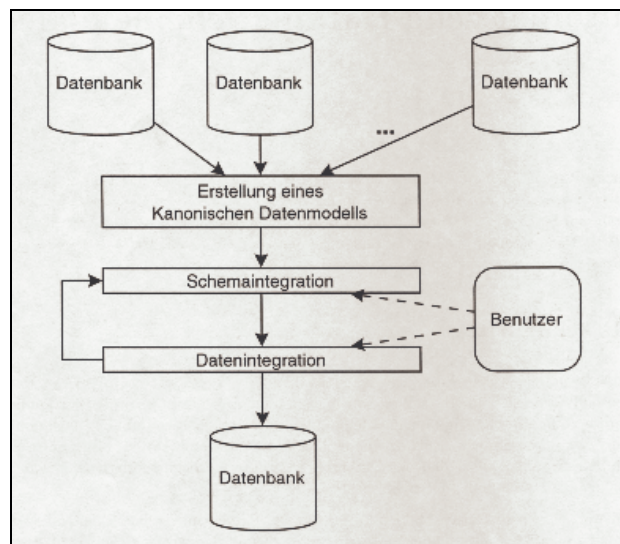 Datenbank
Datenbank
Datenbank
...
Erstellung eines
Kanonischen Datenmodells
Schemaintegration
Benutzer
Datenintegration
Datenbank